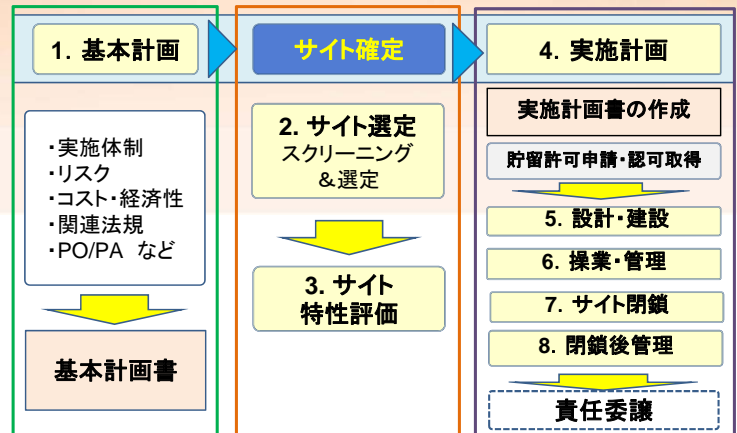 1. 基本計画
・実施体制
・リスク
・コスト・経済性
・関連法規
・PO/PA など
基本計画書
サイト確定
2. サイト選定
スクリーニング
&選定
3. サイト
特性評価
4. 実施計画
実施計画書の作成
貯留許可申請・認可取得
5. 設計・建設
6. 操業・管理
7. サイト閉鎖
8. 閉鎖後管理
責任委譲